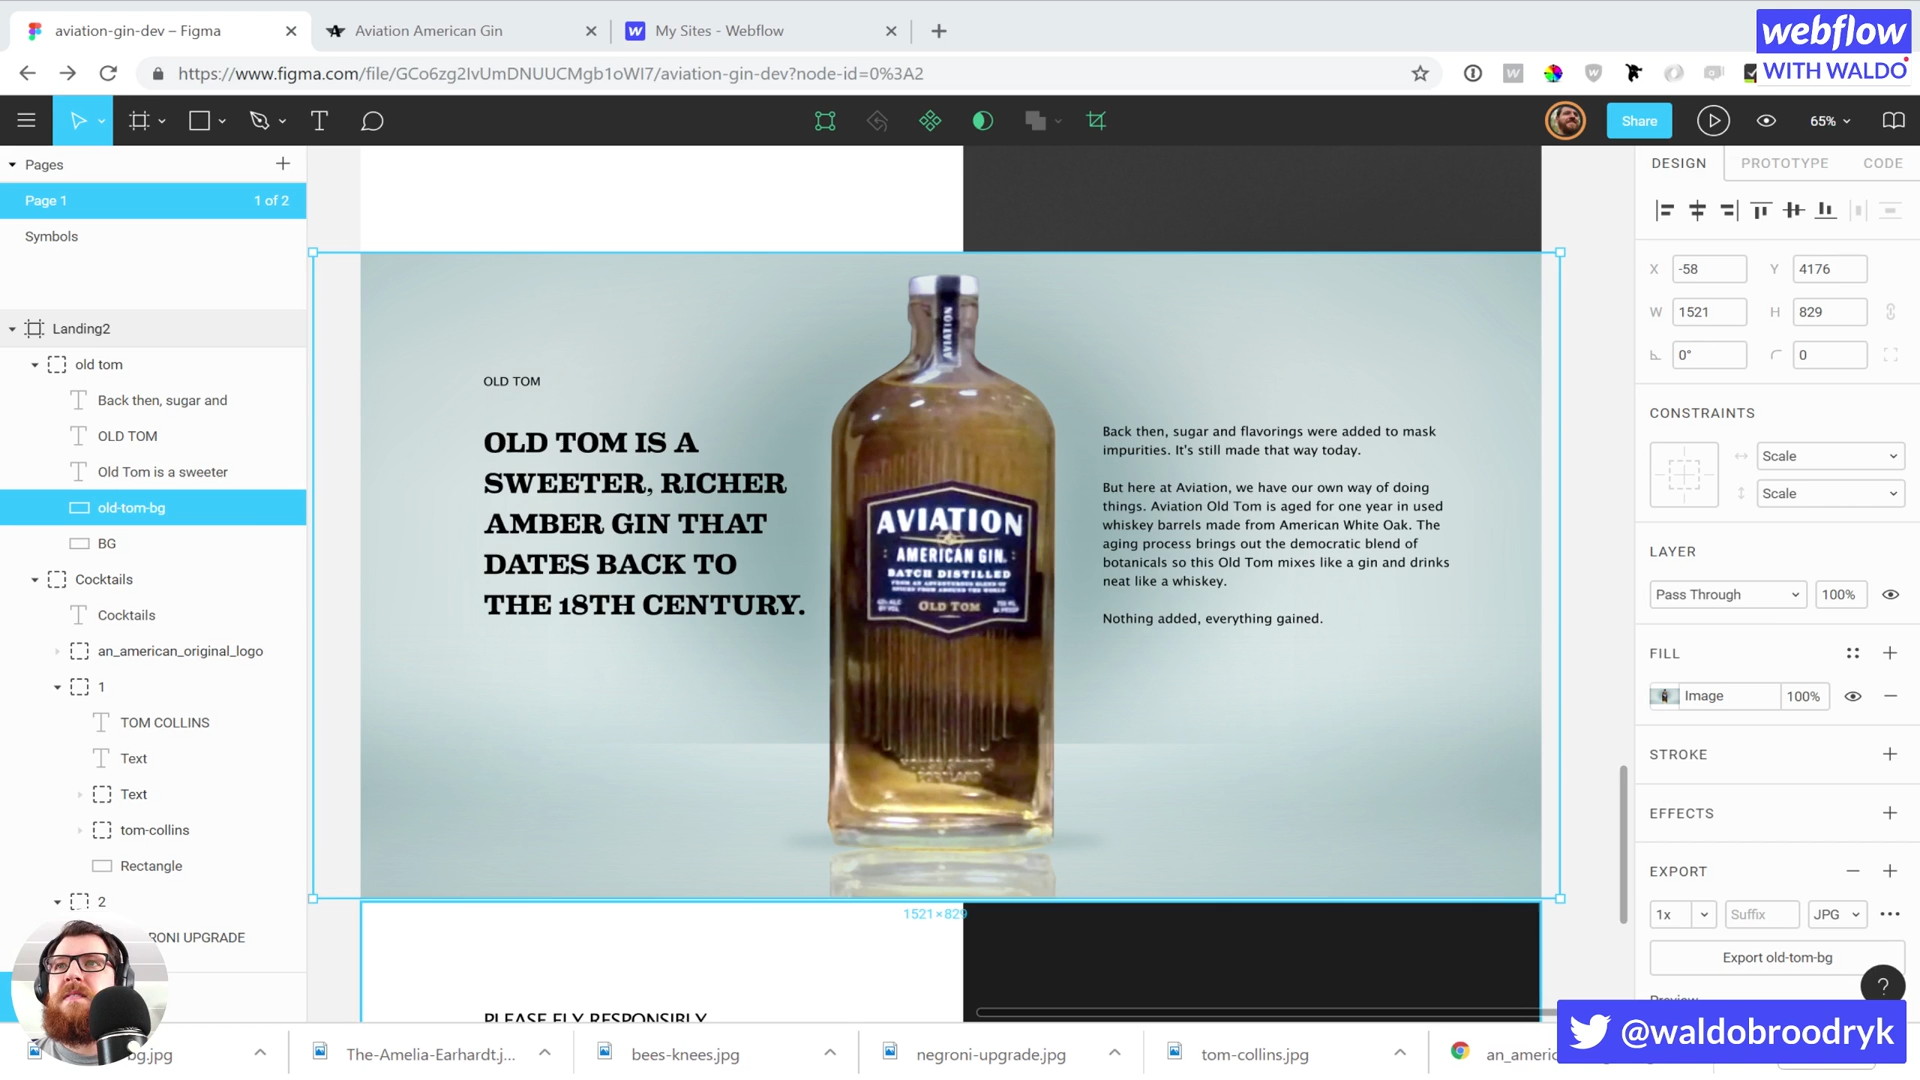 aviation-gin-dev – Figma
Aviation American Gin
My Sites - Webflow
webflow
WITH WALDO
https://www.figma.com/file/GCo6zg2IvUmDNUUCMgb1oWI7/aviation-gin-dev?node-id=0%3A2
Share
65%
Pages
Page 1
1 of 2
Symbols
Landing2
old tom
Back then, sugar and
OLD TOM
Old Tom is a sweeter
old-tom-bg
BG
Cocktails
Cocktails
an_american_original_logo
1
TOM COLLINS
Text
Text
tom-collins
Rectangle
2
RONI UPGRADE
OLD TOM
OLD TOM IS A
SWEETER, RICHER
AMBER GIN THAT
DATES BACK TO
THE 18TH CENTURY.
AVIATION
AVIATION
AMERICAN GIN
BATCH DISTILLED
OLD TOM
Back then, sugar and flavorings were added to mask
impurities. It's still made that way today.
But here at Aviation, we have our own way of doing
things. Aviation Old Tom is aged for one year in used
whiskey barrels made from American White Oak. The
aging process brings out the democratic blend of
botanicals so this Old Tom mixes like a gin and drinks
neat like a whiskey.
Nothing added, everything gained.
1521×829
PLEASE FLY RESPONSIBLY
DESIGN
PROTOTYPE
CODE
X -58 Y 4176
W 1521 H 829
0° 0
CONSTRAINTS
Scale
Scale
LAYER
Pass Through 100%
FILL
Image 100%
STROKE
EFFECTS
EXPORT
1x Suffix JPG
Export old-tom-bg
Preview
?
@waldobroodryk
bg.jpg
The-Amelia-Earhardt.j...
bees-knees.jpg
negroni-upgrade.jpg
tom-collins.jpg
an_ameri